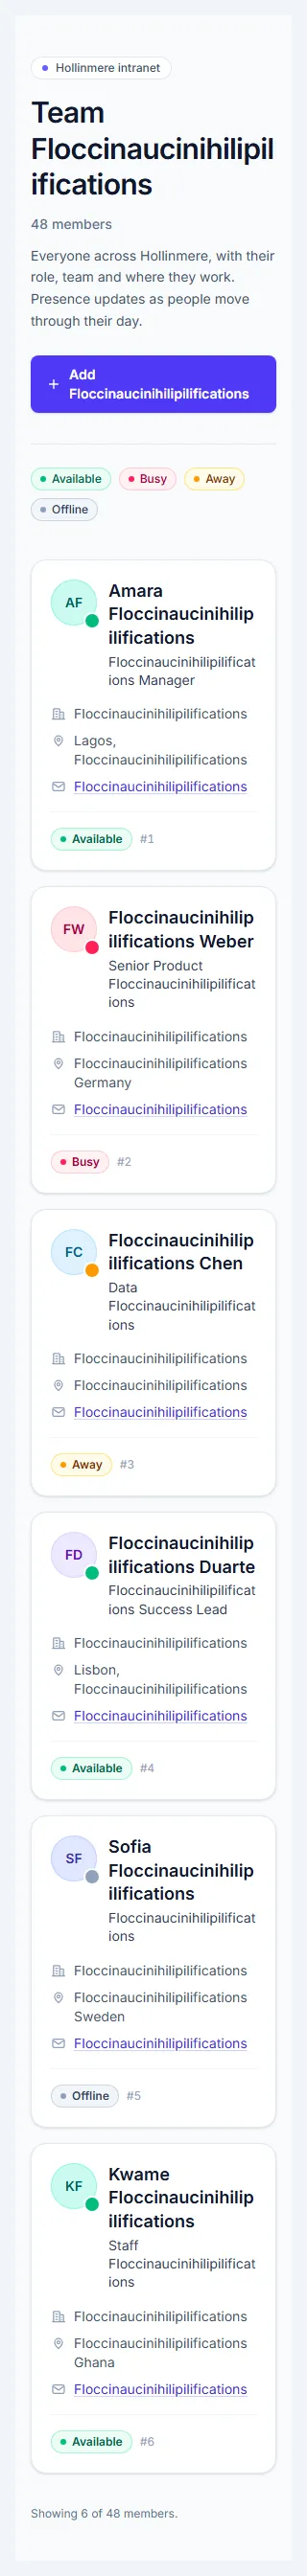 Hollinmere intranet
Team
Floccinaucinihilipil
ifications
48 members
Everyone across Hollinmere, with their
role, team and where they work.
Presence updates as people move
through their day.
Add
Floccinaucinihilipilifications
Available
Busy
Away
Offline
AF
Amara
Floccinaucinihilip
ilifications
Floccinaucinihilipilificat
ions Manager
Floccinaucinihilipilifications
Lagos,
Floccinaucinihilipilifications
Floccinaucinihilipilifications
Available #1
FW
Floccinaucinihilip
ilifications Weber
Senior Product
Floccinaucinihilipilificat
ions
Floccinaucinihilipilifications
Floccinaucinihilipilifications
Germany
Floccinaucinihilipilifications
Busy #2
FC
Floccinaucinihilip
ilifications Chen
Data
Floccinaucinihilipilificat
ions
Floccinaucinihilipilifications
Floccinaucinihilipilifications
Floccinaucinihilipilifications
Away #3
FD
Floccinaucinihilip
ilifications Duarte
Floccinaucinihilipilificat
ions Success Lead
Floccinaucinihilipilifications
Lisbon,
Floccinaucinihilipilifications
Floccinaucinihilipilifications
Available #4
SF
Sofia
Floccinaucinihilip
ilifications
Floccinaucinihilipilificat
ions
Floccinaucinihilipilifications
Floccinaucinihilipilifications
Sweden
Floccinaucinihilipilifications
Offline #5
KF
Kwame
Floccinaucinihilip
ilifications
Staff
Floccinaucinihilipilificat
ions
Floccinaucinihilipilifications
Floccinaucinihilipilifications
Ghana
Floccinaucinihilipilifications
Available #6
Showing 6 of 48 members.